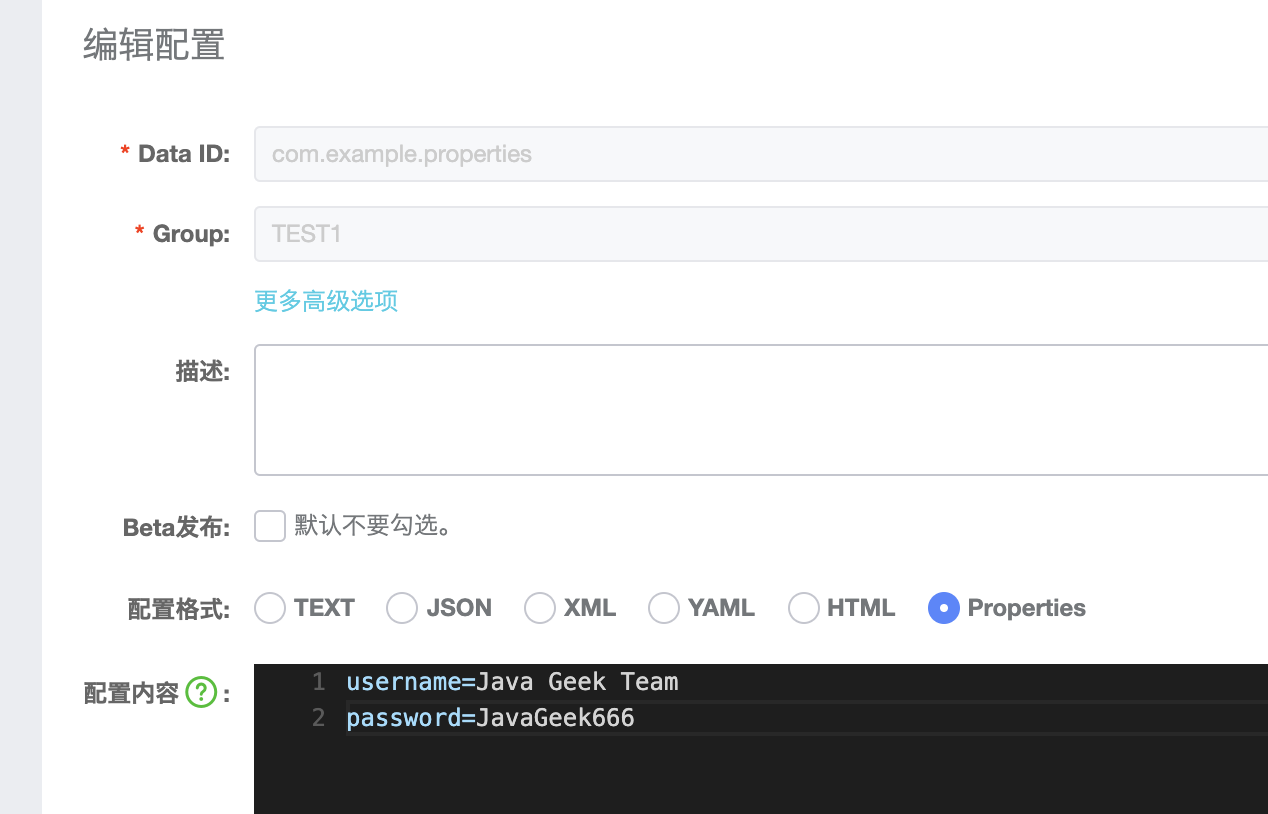 编辑配置
* Data ID: com.example.properties
* Group: TEST1
更多高级选项
描述:
Beta发布: 默认不要勾选。
配置格式: TEXT JSON XML YAML HTML Properties
配置内容 ? :
1 username=Java Geek Team
2 password=JavaGeek666